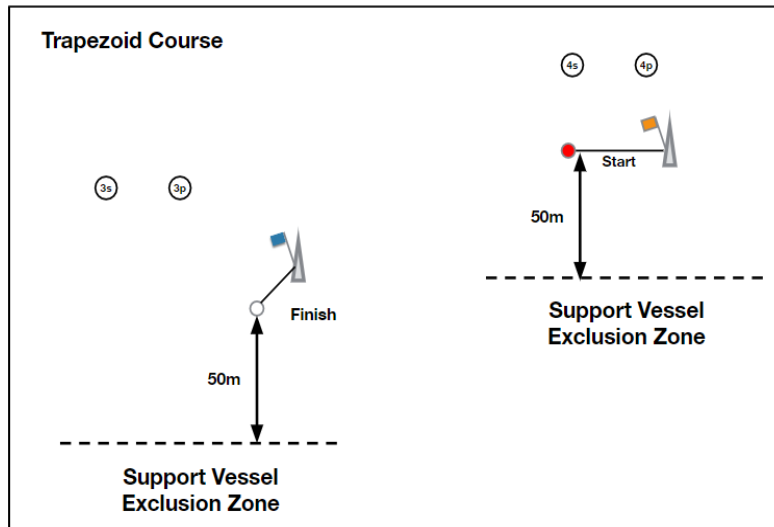 Trapezoid Course
4s
4p
Start
50m
Support Vessel
Exclusion Zone
3s
3p
Finish
50m
Support Vessel
Exclusion Zone